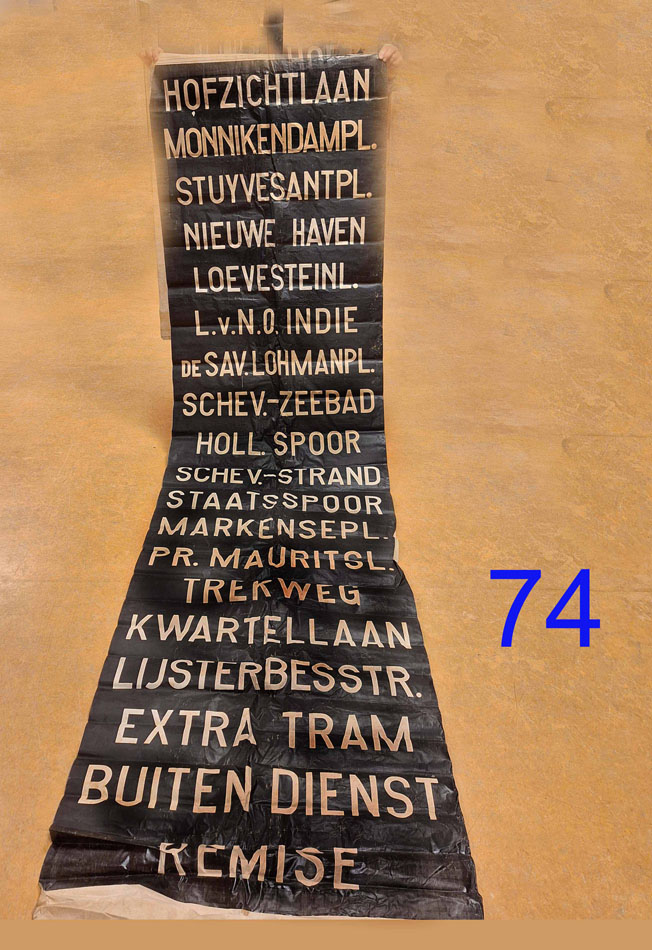 HOFZICHTLAAN
MONNIKENDAMPL.
STUYVESANTPL.
NIEUWE HAVEN
LOEVESTEINL.
L.v.N.O. INDIE
DE SAV. LOHMANPL.
SCHEV.-ZEEBAD
HOLL. SPOOR
SCHEV.-STRAND
STAATSSPOOR
MARKENSEPL.
PR. MAURITSL.
TREKWEG
KWARTELLAAN
LIJSTERBESSTR.
EXTRA TRAM
BUITEN DIENST
REMISE
74